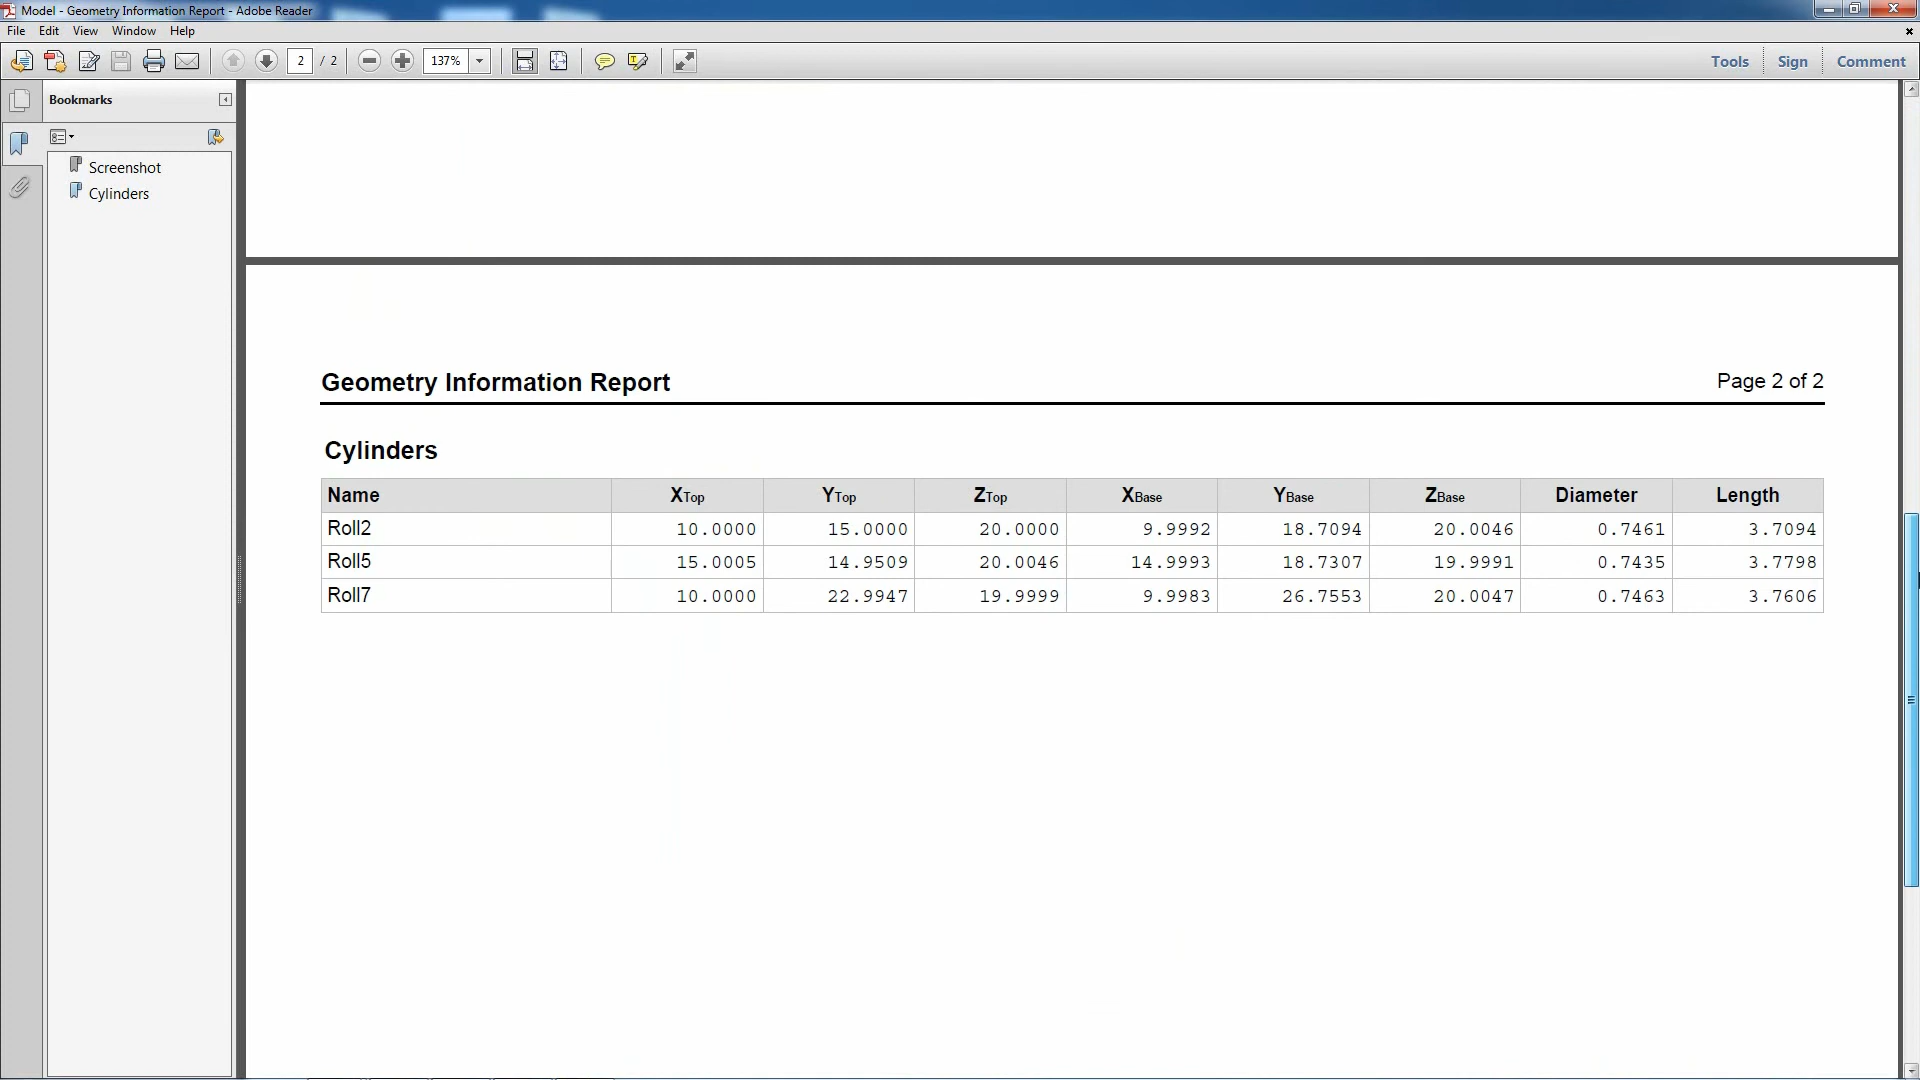 Model - Geometry Information Report - Adobe Reader
File Edit View Window Help
2 / 2 137% Tools Sign Comment
Bookmarks
Screenshot
Cylinders
Geometry Information Report Page 2 of 2
Cylinders
Name XTop YTop ZTop XBase YBase ZBase Diameter Length
Roll2 10.0000 15.0000 20.0000 9.9992 18.7094 20.0046 0.7461 3.7094
Roll5 15.0005 14.9509 20.0046 14.9993 18.7307 19.9991 0.7435 3.7798
Roll7 10.0000 22.9947 19.9999 9.9983 26.7553 20.0047 0.7463 3.7606